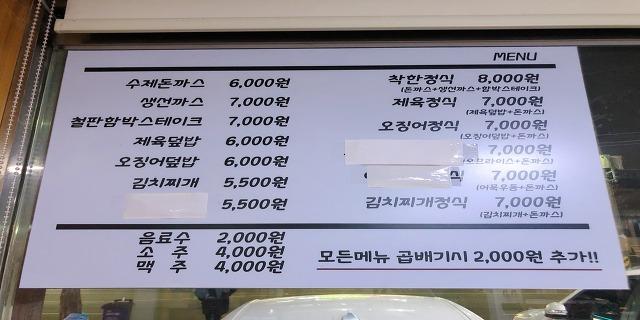 MENU
수제돈까스 6,000원
생선까스 7,000원
철판함박스테이크 7,000원
제육덮밥 6,000원
오징어덮밥 6,000원
김치찌개 5,500원
5,500원
음료수 2,000원
소 주 4,000원
맥 주 4,000원
착한정식 8,000원
(돈까스+생선까스+함박스테이크)
제육정식 7,000원
(제육덮밥+돈까스)
오징어정식 7,000원
(오징어덮밥+돈까스)
7,000원
(오므라이스+돈까스)
식 7,000원
(어묵우동+돈까스)
김치찌개정식 7,000원
(김치찌개+돈까스)
모든메뉴 곱배기시 2,000원 추가!!